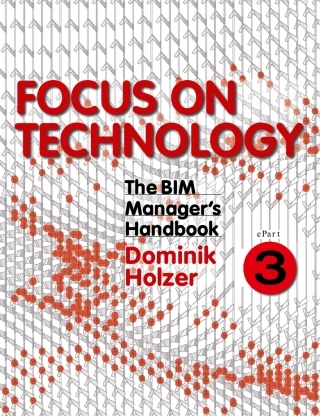 FOCUS ON
TECHNOLOGY
The BIM
Manager's
Handbook
Dominik
Holzer
ePart
3